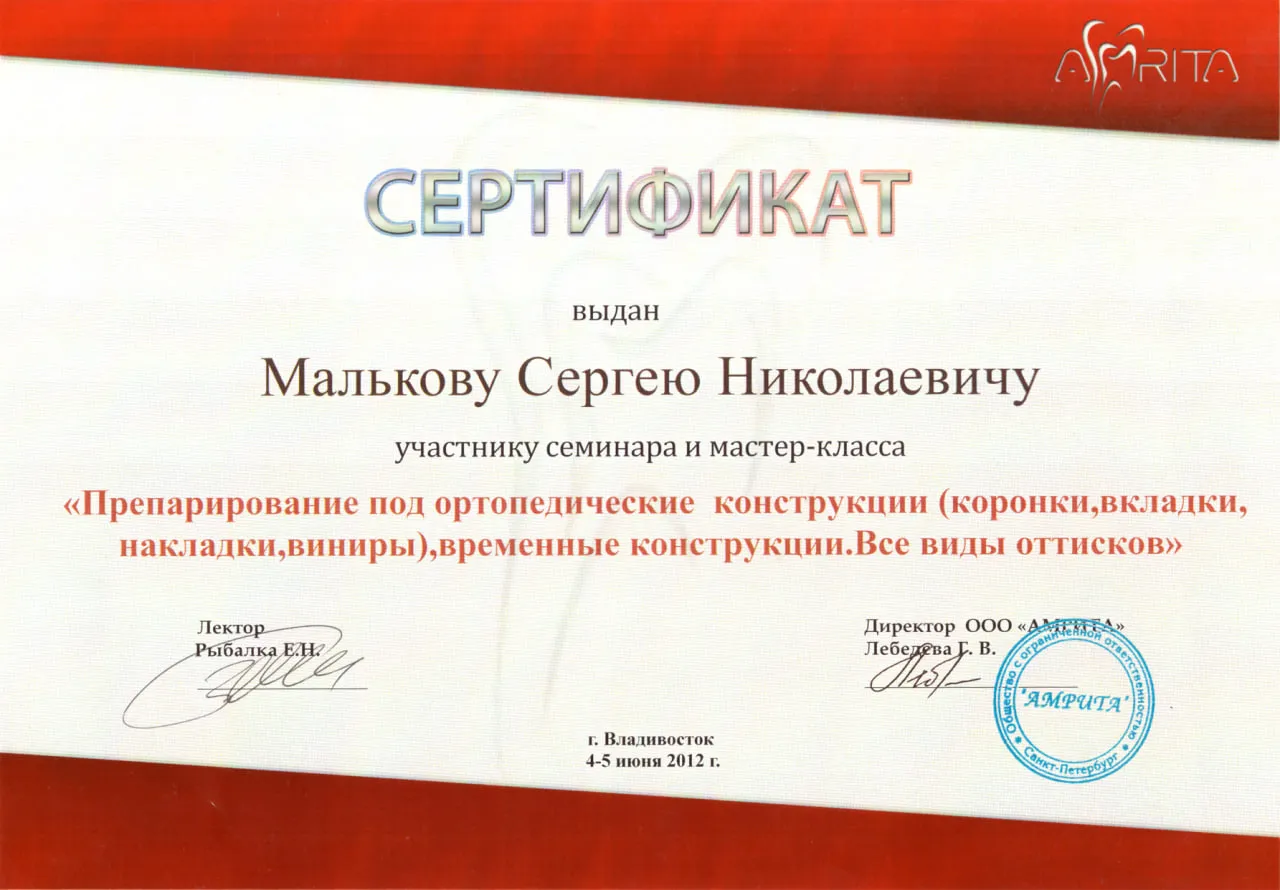 AMRITA
СЕРТИФИКАТ
выдан
Малькову Сергею Николаевичу
участнику семинара и мастер-класса
«Препарирование под ортопедические конструкции (коронки,вкладки,
накладки,виниры),временные конструкции.Все виды оттисков»
Лектор
Рыбалка Е.Н.
Директор ООО «АМРИТА»
Лебедева Г. В.
Общество с ограниченной ответственностью
"АМРИТА"
Санкт-Петербург
г. Владивосток
4-5 июня 2012 г.